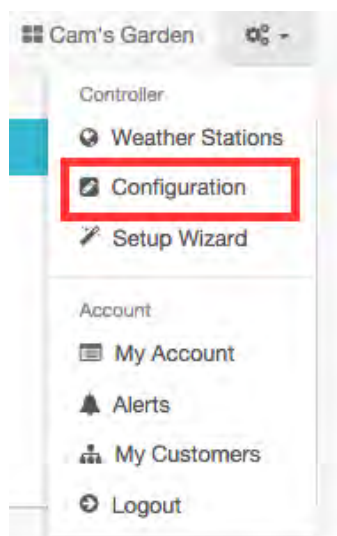 Cam's Garden
Controller
Weather Stations
Configuration
Setup Wizard
Account
My Account
Alerts
My Customers
Logout